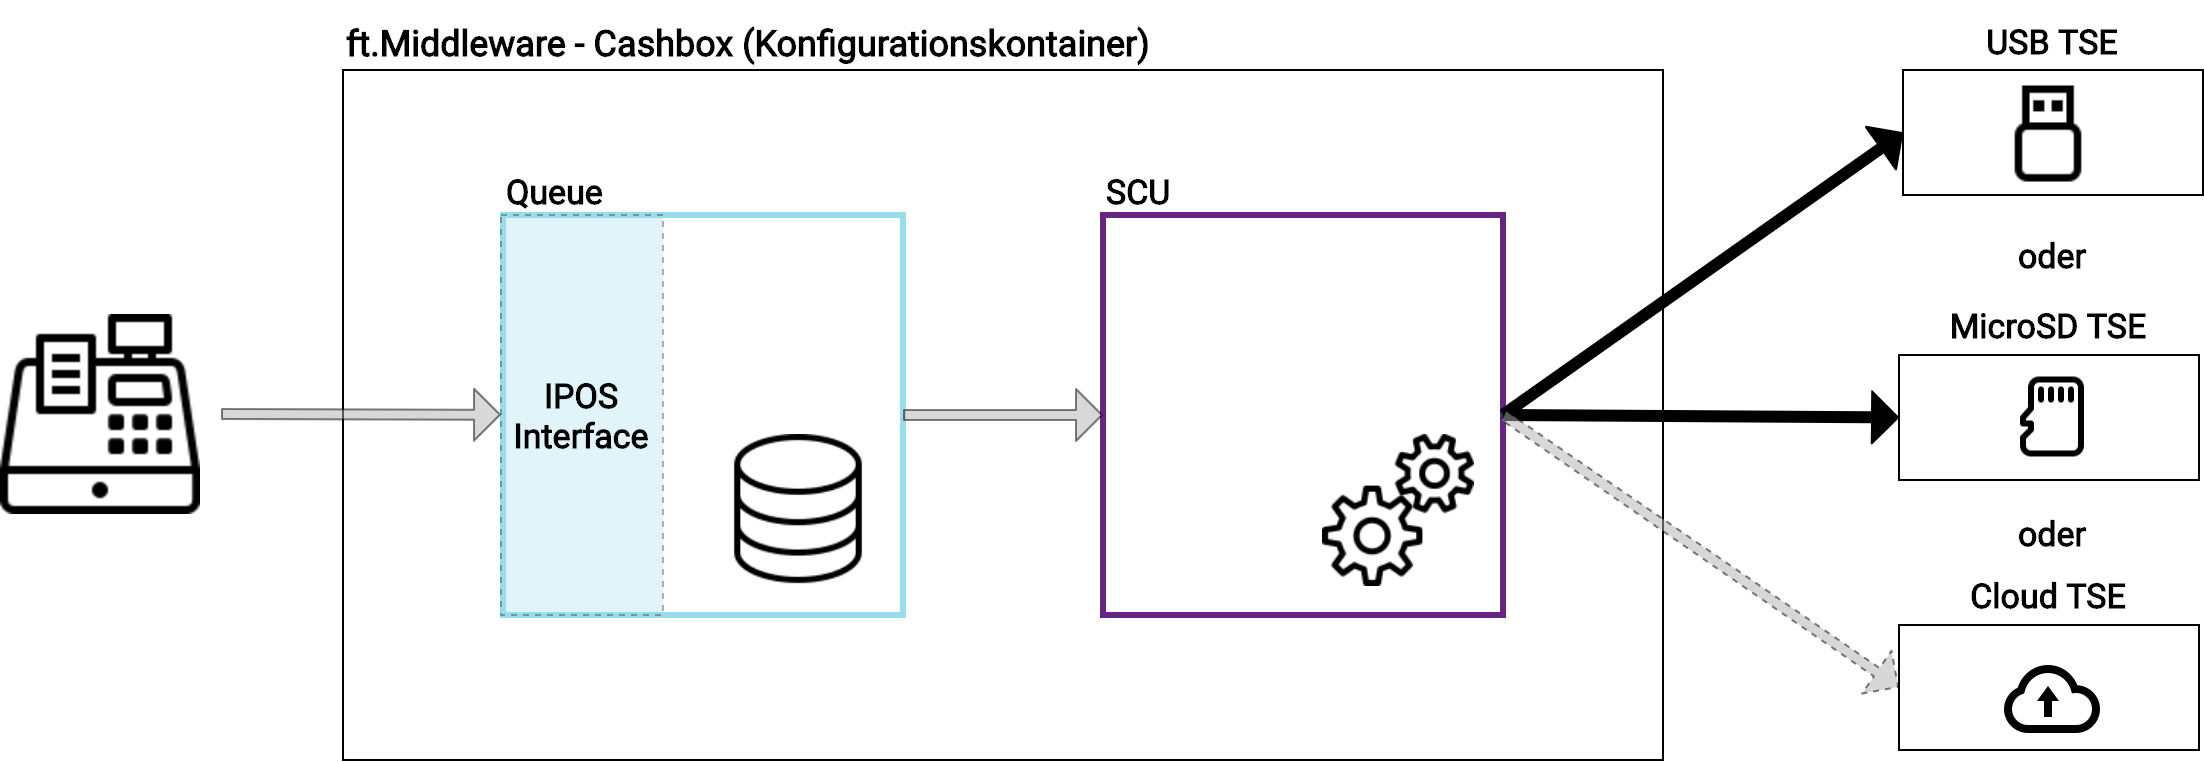 ft.Middleware - Cashbox (Konfigurationskontainer)
Queue
IPOS
Interface
SCU
USB TSE
oder
MicroSD TSE
oder
Cloud TSE